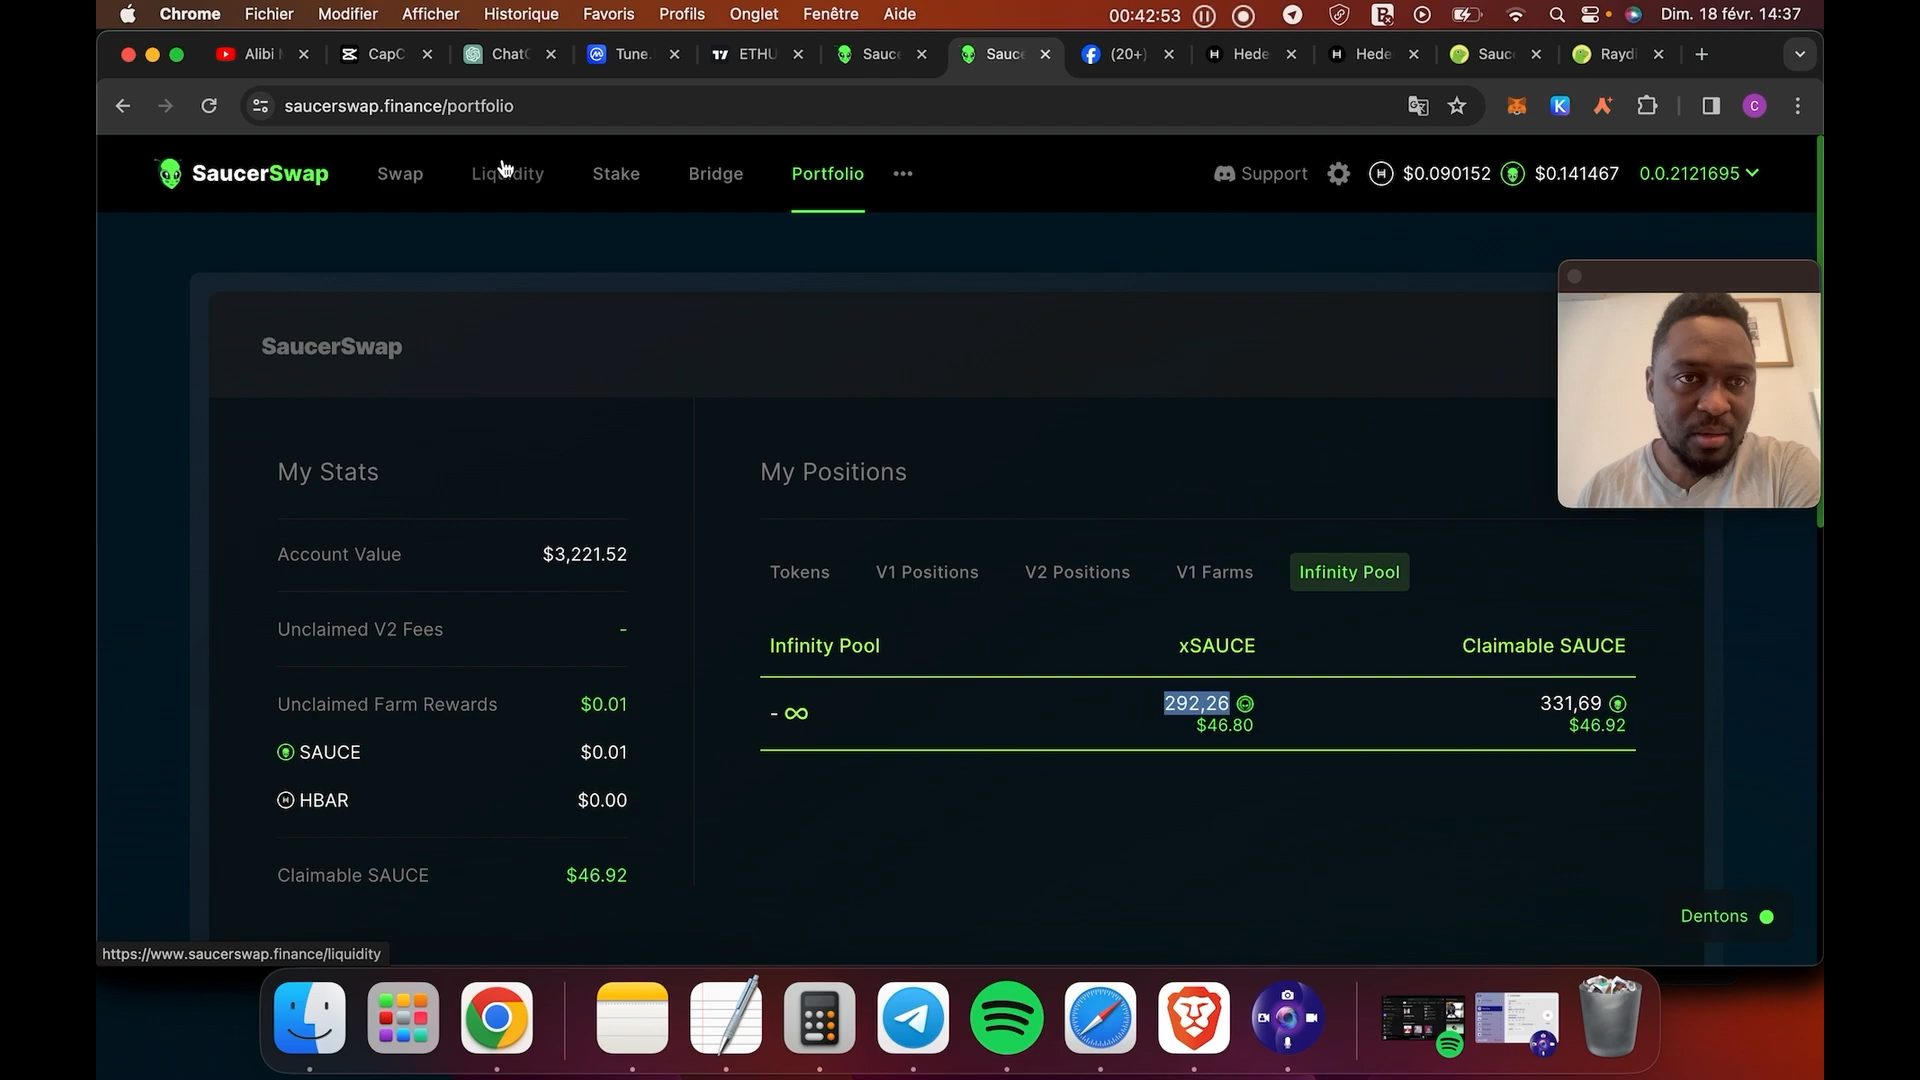 Chrome Fichier Modifier Afficher Historique Favoris Profils Onglet Fenêtre Aide 00:42:53 Dim. 18 févr. 14:37
Alibi CapC ChatG Tune. ETHU Sauce Sauce (20+) Hede Hede Sauc Raydi
saucerswap.finance/portfolio
K C
SaucerSwap Swap Liquidity Stake Bridge Portfolio Support $0.090152 $0.141467 0.0.2121695
SaucerSwap
My Stats
Account Value $3,221.52
Unclaimed V2 Fees -
Unclaimed Farm Rewards $0.01
SAUCE $0.01
HBAR $0.00
Claimable SAUCE $46.92
My Positions
Tokens V1 Positions V2 Positions V1 Farms Infinity Pool
Infinity Pool xSAUCE Claimable SAUCE
- ∞ 292,26 331,69
$46.80 $46.92
Dentons
https://www.saucerswap.finance/liquidity